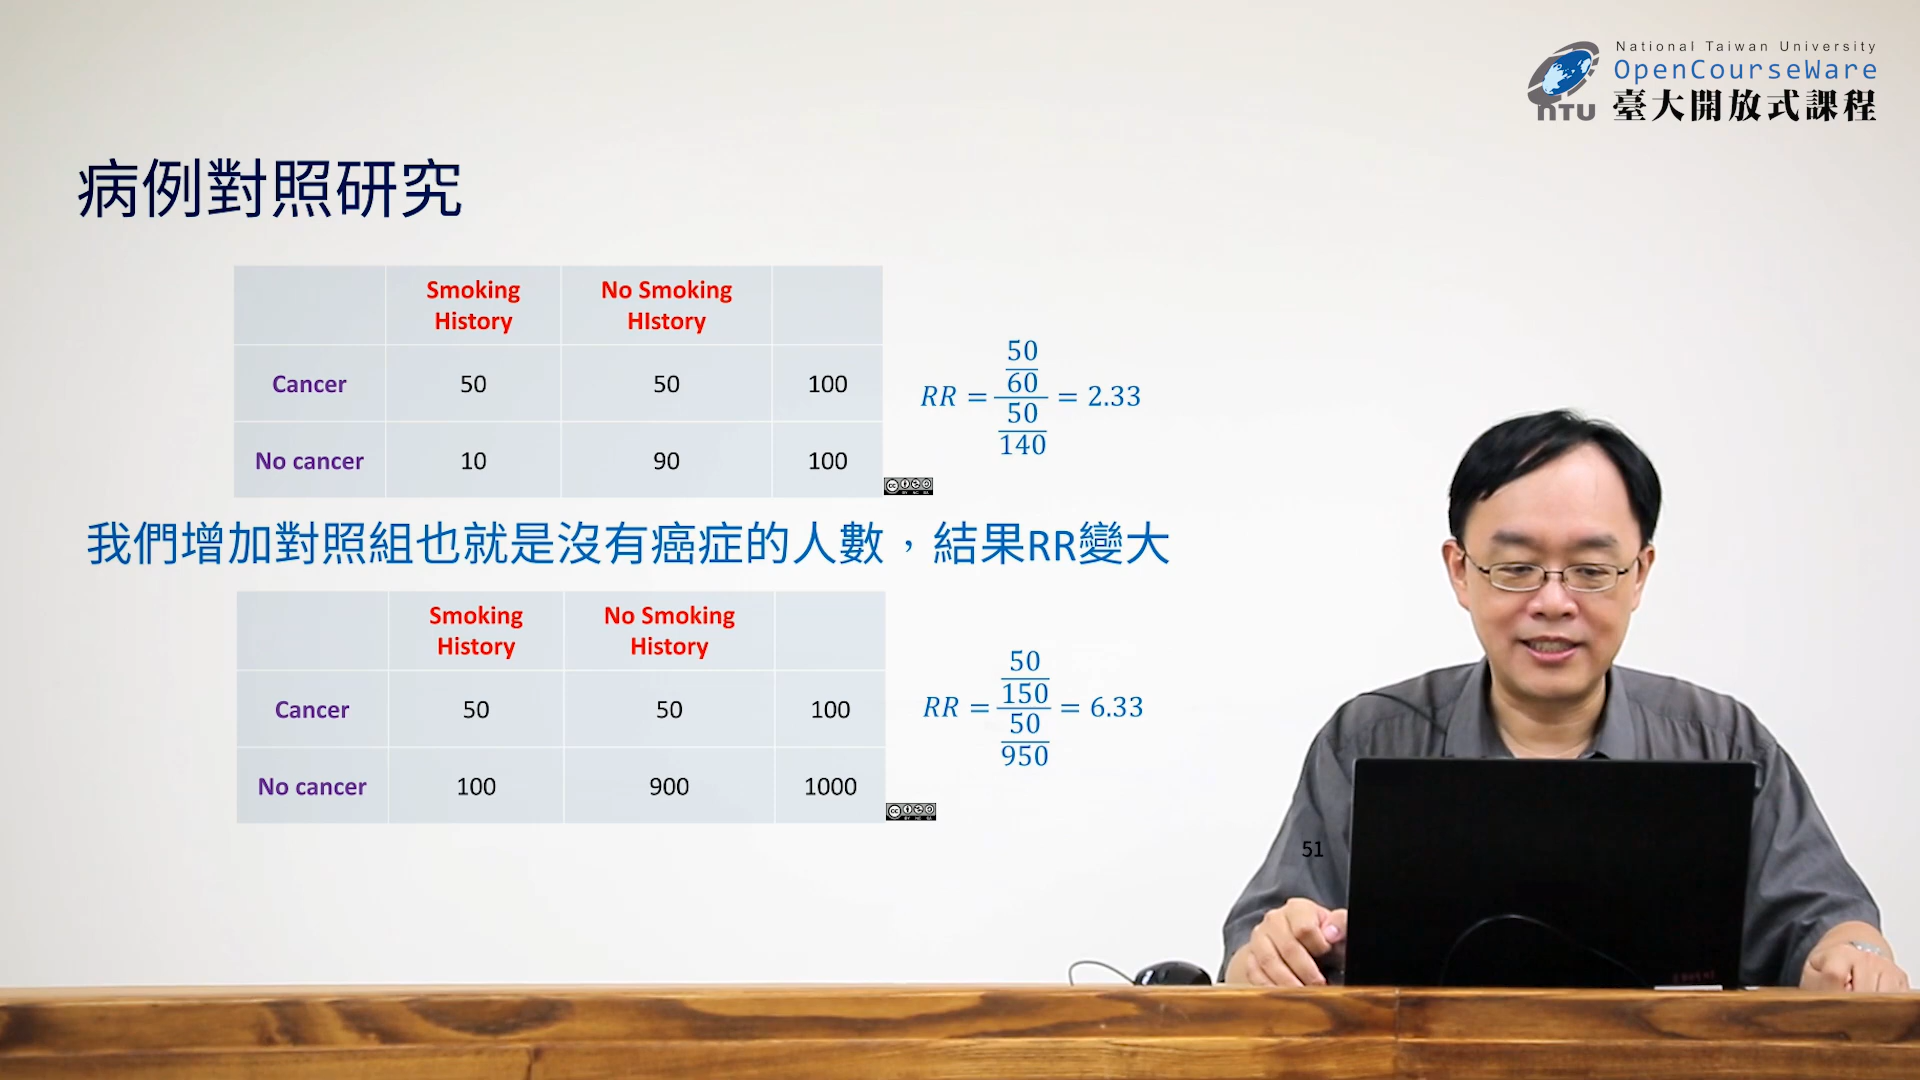 National Taiwan University
OpenCourseWare
臺大開放式課程
NTU
病例對照研究
Smoking History No Smoking HIstory
Cancer 50 50 100
No cancer 10 90 100
RR = (50/60)/(50/140) = 2.33
我們增加對照組也就是沒有癌症的人數，結果RR變大
Smoking History No Smoking History
Cancer 50 50 100
No cancer 100 900 1000
RR = (50/150)/(50/950) = 6.33
51